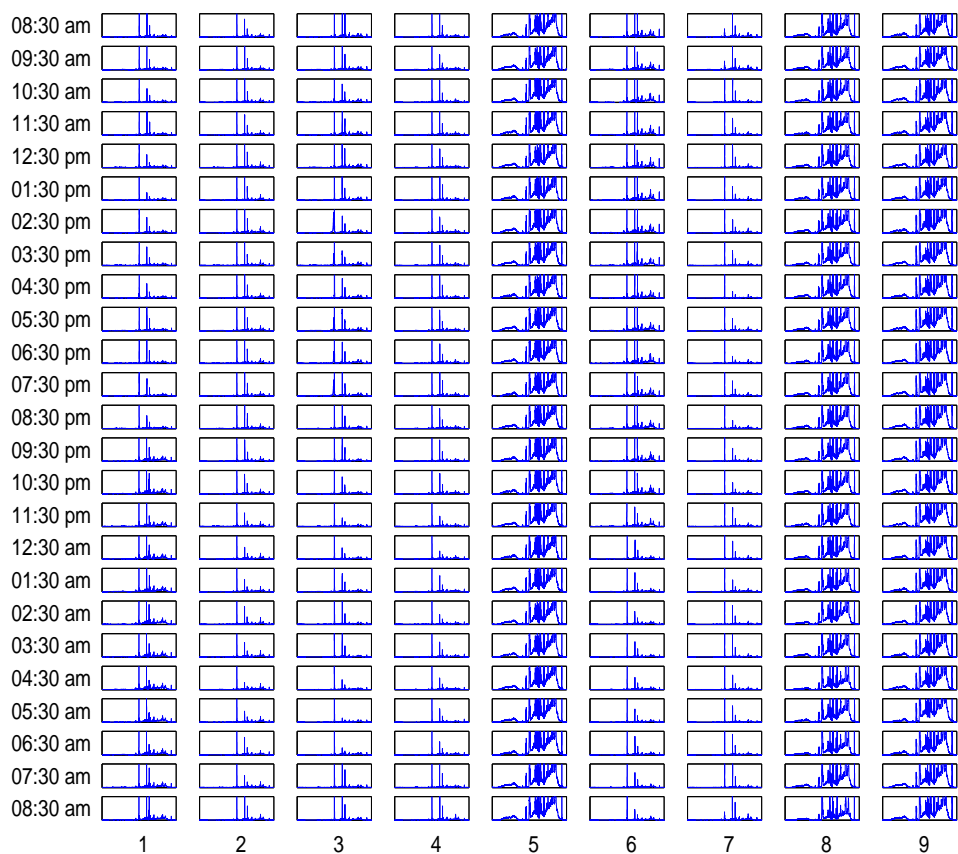 08:30 am
09:30 am
10:30 am
11:30 am
12:30 pm
01:30 pm
02:30 pm
03:30 pm
04:30 pm
05:30 pm
06:30 pm
07:30 pm
08:30 pm
09:30 pm
10:30 pm
11:30 pm
12:30 am
01:30 am
02:30 am
03:30 am
04:30 am
05:30 am
06:30 am
07:30 am
08:30 am
1 2 3 4 5 6 7 8 9